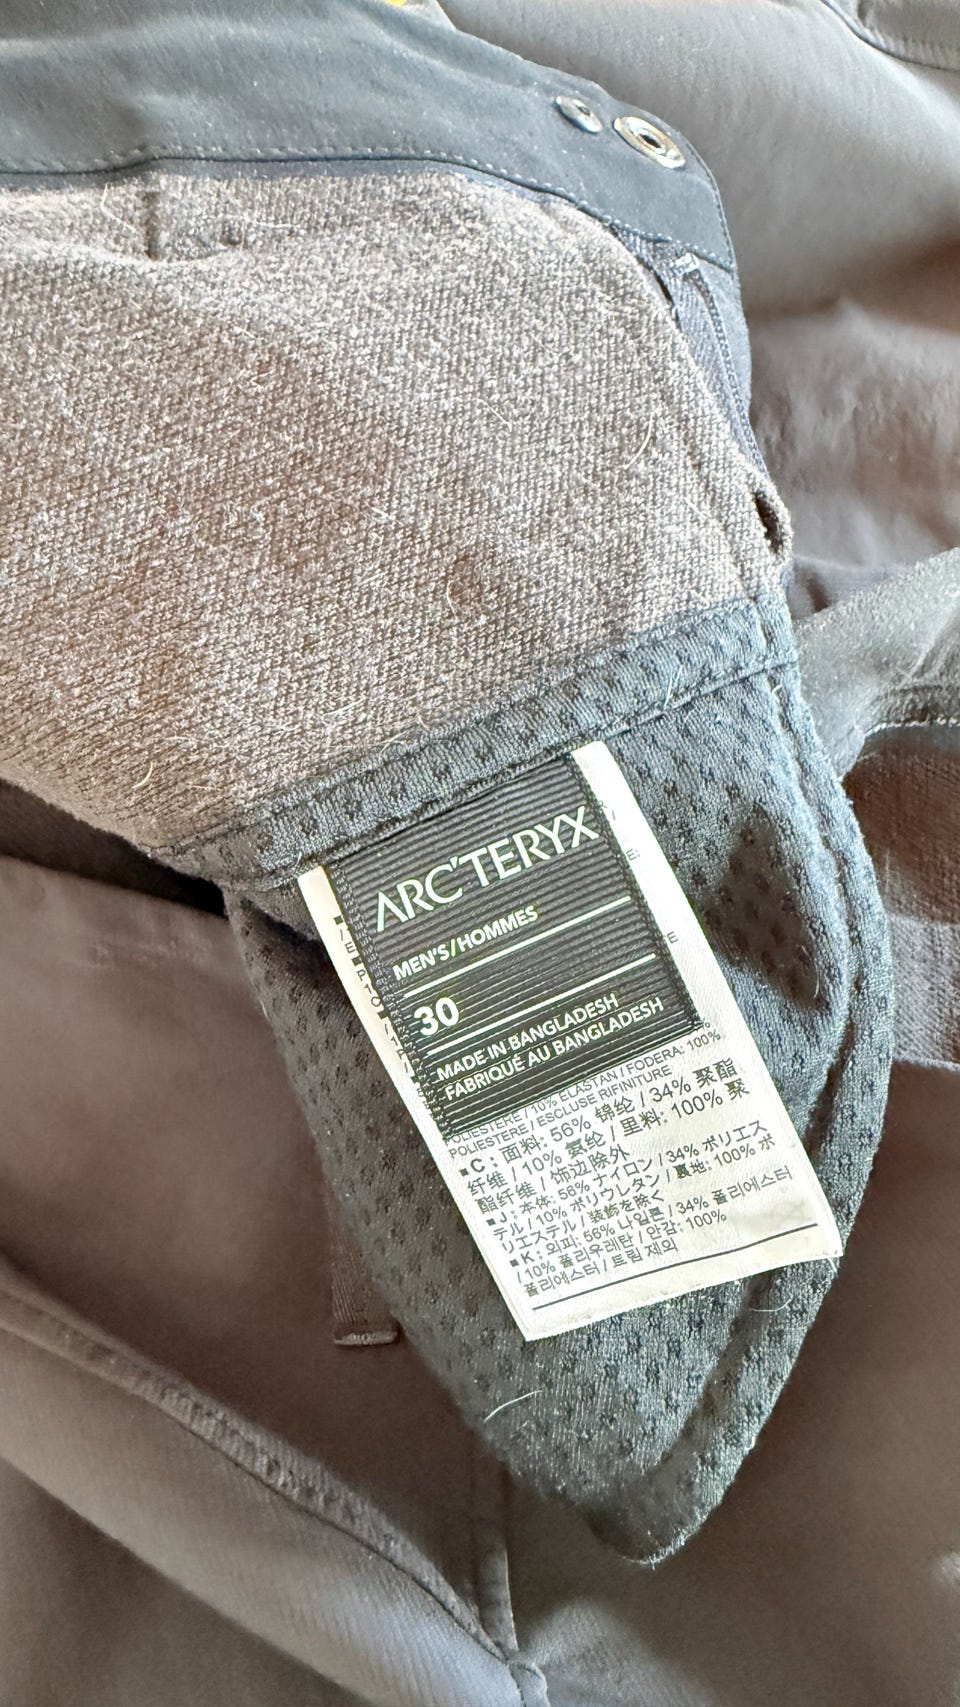 ARC'TERYX
MEN'S/HOMMES
30
MADE IN BANGLADESH
FABRIQUÉ AU BANGLADESH
POLIESTERE / 10% ELASTAN / FODERA: 100%
POLIESTERE / ESCLUSE RIFINITURE
■C : 面料: 56% 锦纶 / 34% 聚酯
纤维 / 10% 氨纶 / 里料: 100% 聚
酯纤维 / 饰边除外
■J : 本体: 56% ナイロン / 34% ポリエス
テル / 10% ポリウレタン / 裏地: 100% ポ
リエステル / 装飾を除く
■K : 외피: 56% 나일론 / 34% 폴리에스터
/ 10% 폴리우레탄 / 안감: 100%
폴리에스터 / 트림 제외